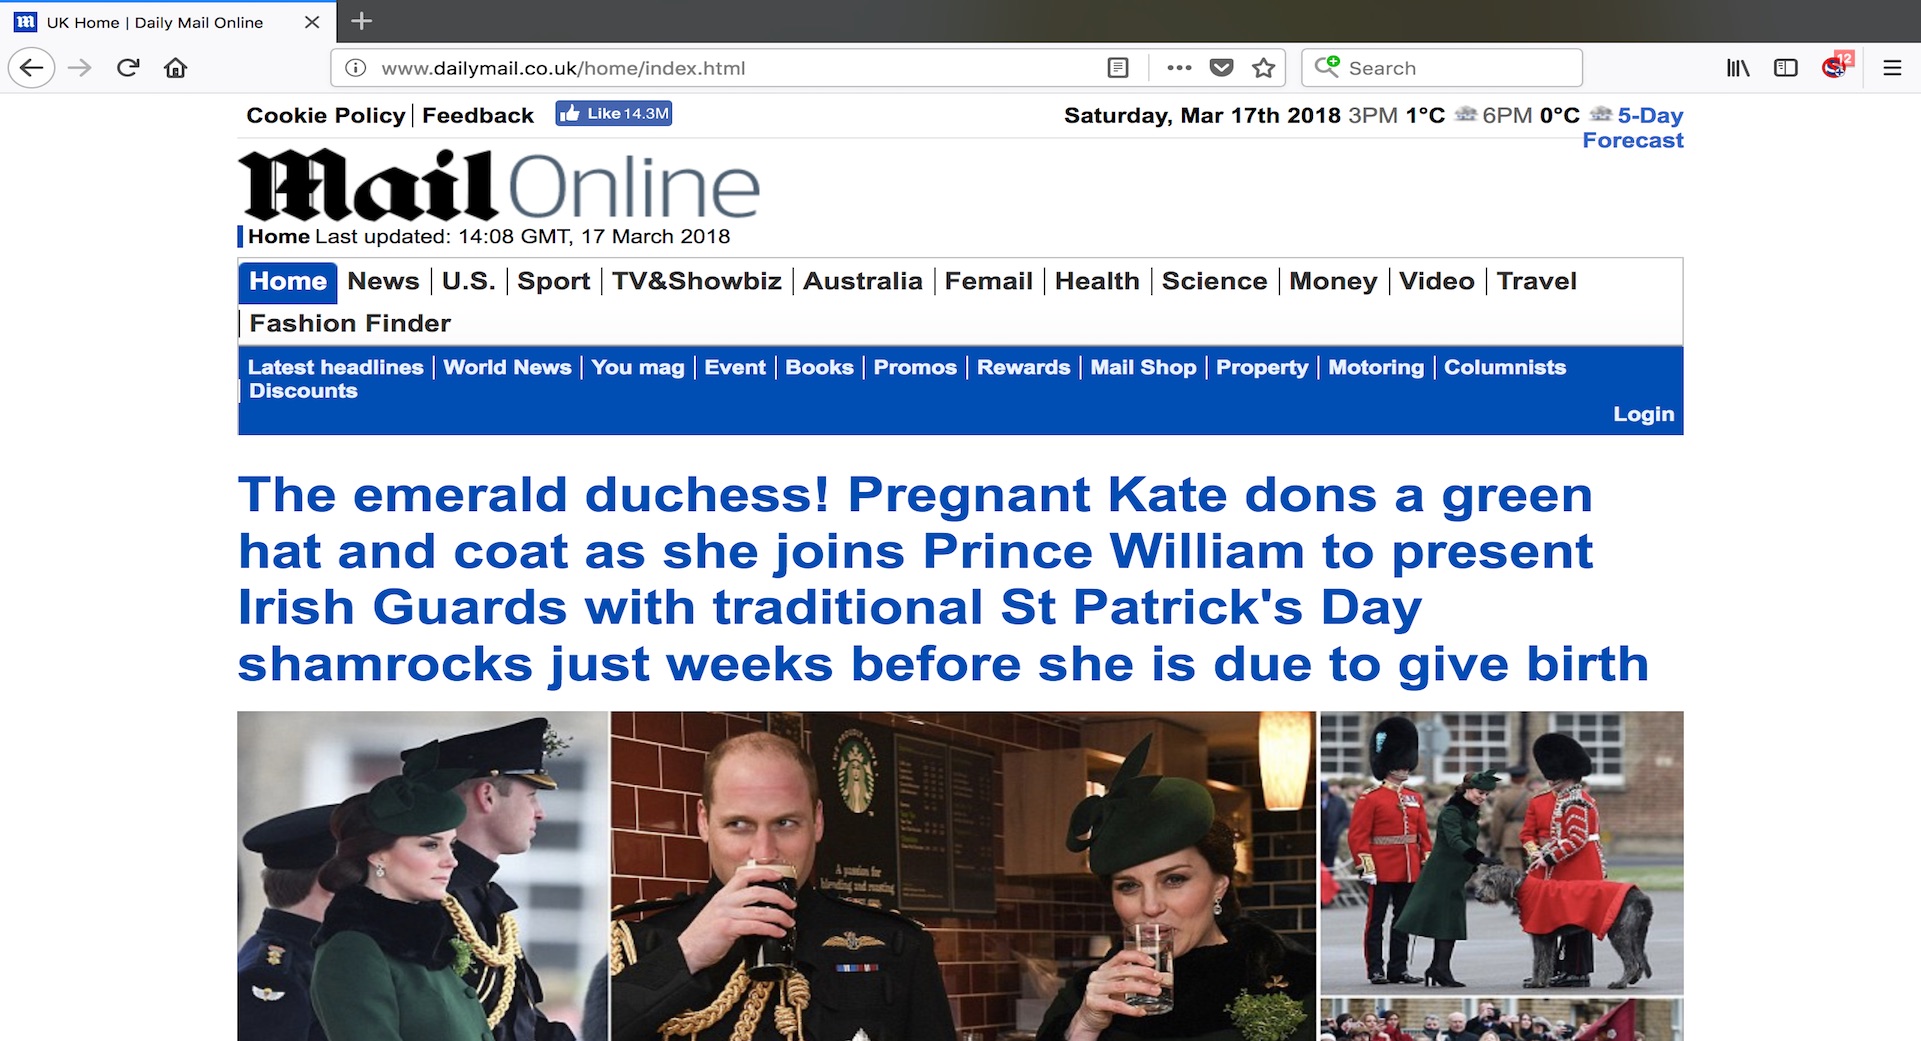 UK Home | Daily Mail Online
www.dailymail.co.uk/home/index.html
Search
12
Cookie Policy Feedback Like 14.3M Saturday, Mar 17th 2018 3PM 1°C 6PM 0°C 5-Day
Forecast
Mail Online
Home Last updated: 14:08 GMT, 17 March 2018
Home News U.S. Sport TV&Showbiz Australia Femail Health Science Money Video Travel
Fashion Finder
Latest headlines World News You mag Event Books Promos Rewards Mail Shop Property Motoring Columnists
Discounts
Login
The emerald duchess! Pregnant Kate dons a green
hat and coat as she joins Prince William to present
Irish Guards with traditional St Patrick's Day
shamrocks just weeks before she is due to give birth
WE PROUDLY SERVE
A passion for
blending and roasting